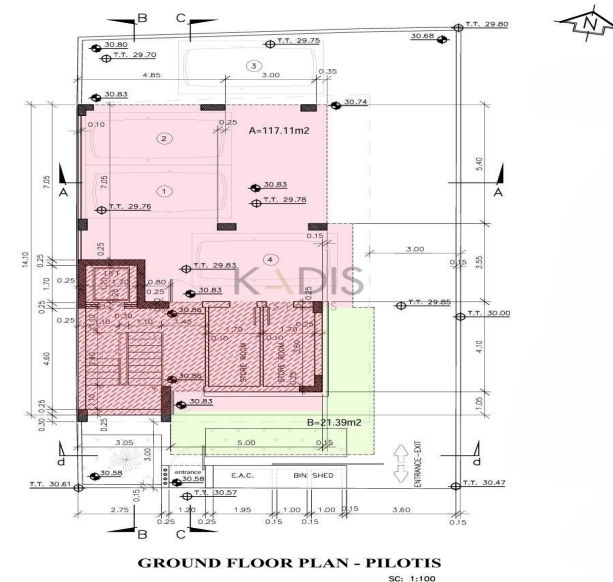 B C
T.T. 29.80
30.80
T.T. 29.75
30.68
T.T. 29.70
N
3
4.85 3.00 0.35
30.83
30.74
A=117.11m2
0.10 0.25
2
5.40
7.05
7.05
30.83
A A
1
T.T. 29.76
T.T. 29.78
0.15
3.00
4
14.10
0.25
T.T. 29.83
3.55
LIFT
KADIS
1.70
0.25
1.70
0.80
30.83
0.25
T.T. 29.85
30.86
T.T. 30.00
0.25
0.30
1.10 1.45
1.70 1.70
0.10 0.10
STORE ROOM STORE ROOM
4.60
4.10
30.86
30.83
0.25
0.30
1.05
B=21.39m2
3.05 5.00 0.15
d d
3.00
ENTRANCE-EXIT
30.58
entrance
E.A.C. BIN SHED
T.T. 30.61
30.58
T.T. 30.47
T.T. 30.57
0.15
2.75 1.20 1.95 1.00 1.00 0.15 3.60
0.25 0.25 0.15 0.15 0.15
B C
GROUND FLOOR PLAN - PILOTIS
SC: 1:100